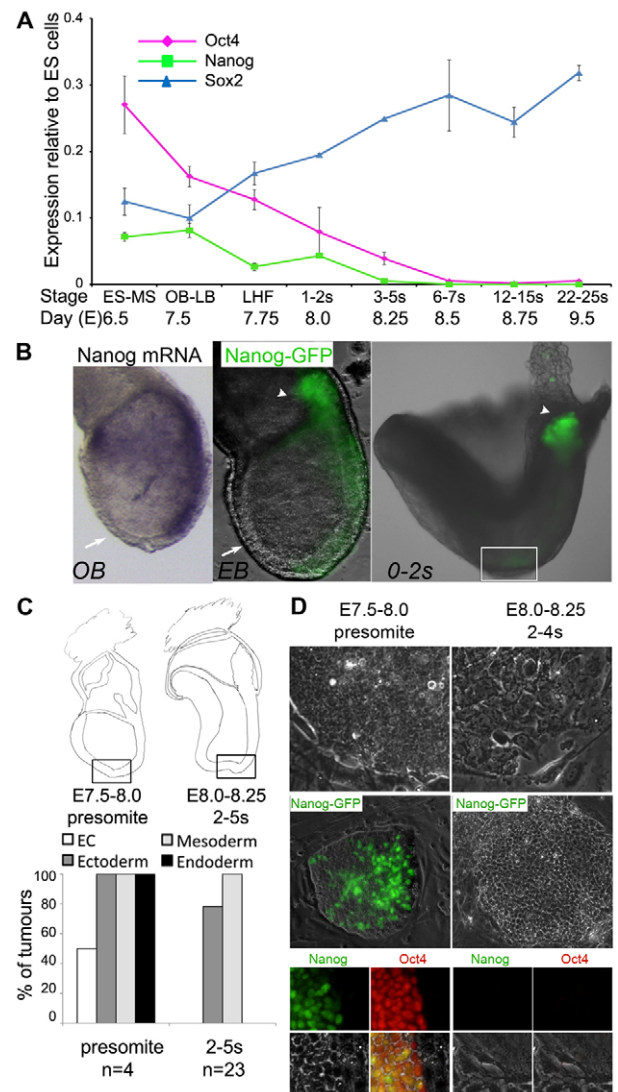 A
Expression relative to ES cells
0.4
0.3
0.2
0.1
0
Oct4
Nanog
Sox2
Stage ES-MS OB-LB LHF 1-2s 3-5s 6-7s 12-15s 22-25s
Day (E)6.5 7.5 7.75 8.0 8.25 8.5 8.75 9.5
B
Nanog mRNA
Nanog-GFP
OB
EB
0-2s
C
E7.5-8.0 E8.0-8.25
presomite 2-5s
EC Mesoderm
Ectoderm Endoderm
% of tumours
100
80
60
40
20
0
presomite 2-5s
n=4 n=23
D
E7.5-8.0 E8.0-8.25
presomite 2-4s
Nanog-GFP Nanog-GFP
Nanog Oct4 Nanog Oct4